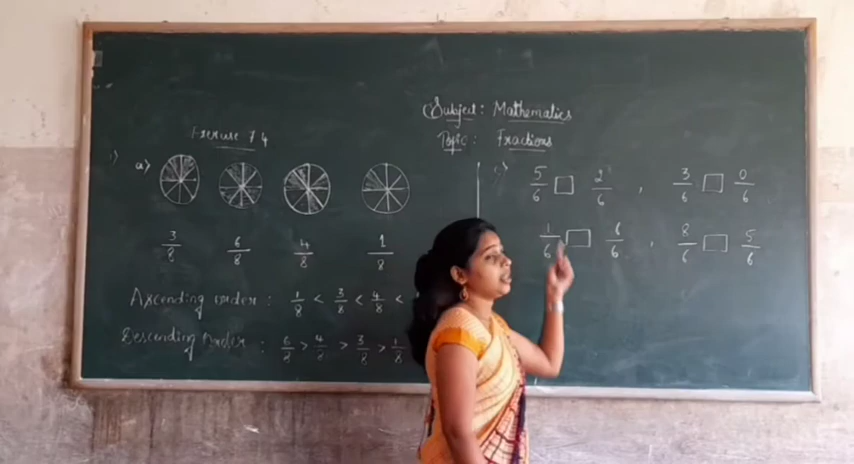 Subject: Mathematics
Topic: Fractions
Exercise 7.4
1) a)
3/8 6/8 4/8 1/8
Ascending order : 1/8 < 3/8 < 4/8 <
Descending order : 6/8 > 4/8 > 3/8 > 1/8
c) 5/6 □ 2/6 , 3/6 □ 0/6
1/6 □ 6/6 , 8/6 □ 5/6